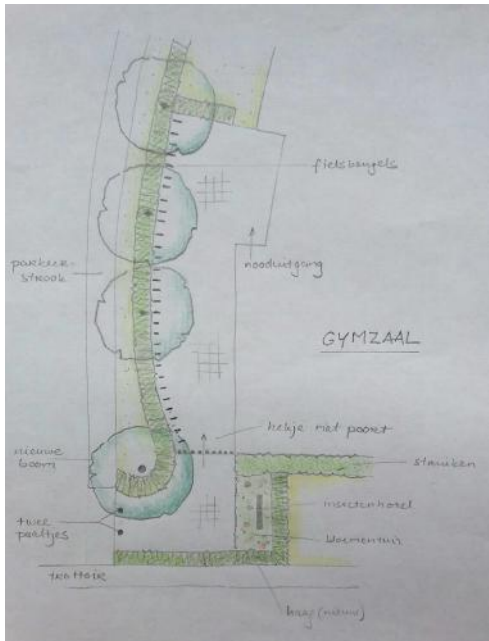 fietsbeugels
parkeer-
strook
nooduitgang
GYMZAAL
hekje met poort
nieuwe
boom
struiken
insectenhotel
twee
paaltjes
bloementuin
trottoir
haag (nieuw)